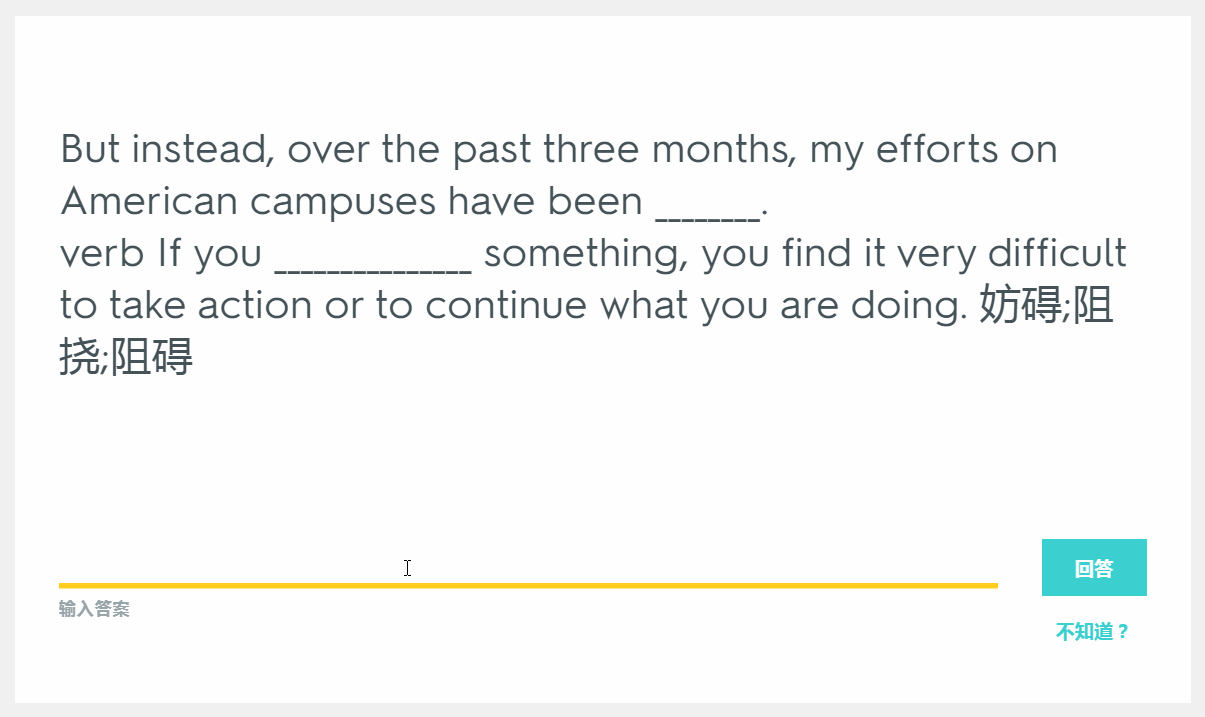 But instead, over the past three months, my efforts on
American campuses have been ________.
verb If you _______________ something, you find it very difficult
to take action or to continue what you are doing. 妨碍;阻
挠;阻碍
回答
输入答案
不知道？